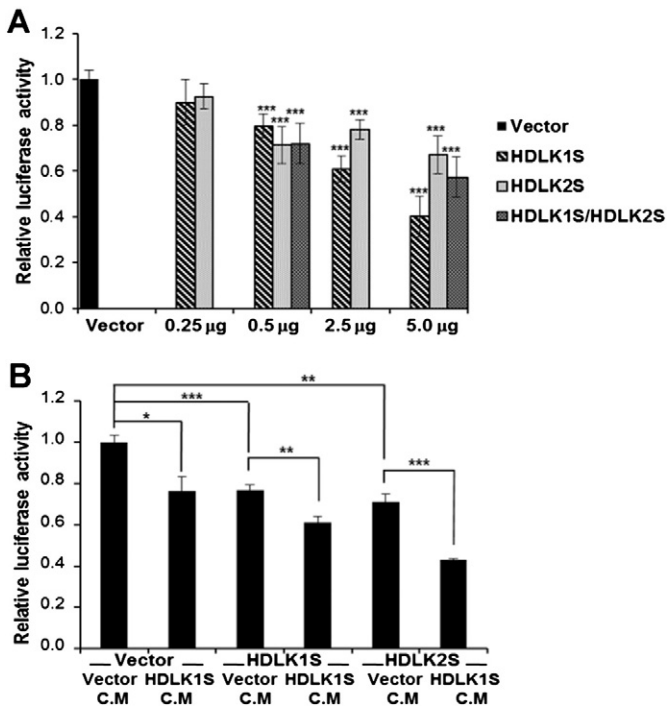 A
Relative luciferase activity
1.2
1.0
0.8
0.6
0.4
0.2
0.0
***
***
***
***
***
***
***
***
Vector
0.25 µg
0.5 µg
2.5 µg
5.0 µg
Vector
HDLK1S
HDLK2S
HDLK1S/HDLK2S
B
Relative luciferase activity
1.2
1.0
0.8
0.6
0.4
0.2
0.0
**
***
*
**
***
Vector HDLK1S HDLK2S
Vector HDLK1S Vector HDLK1S Vector HDLK1S
C.M C.M C.M C.M C.M C.M